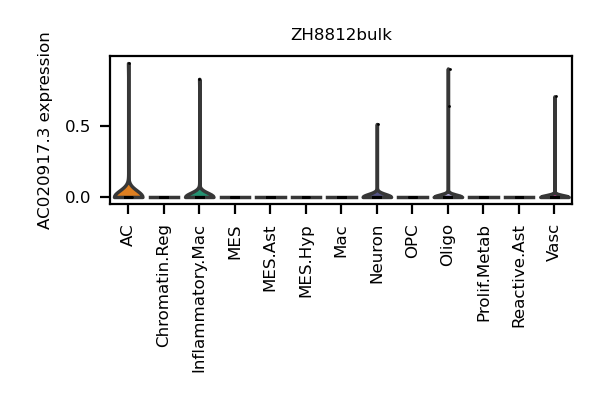 ZH8812bulk
AC020917.3 expression
0.5
0.0
AC
Chromatin.Reg
Inflammatory.Mac
MES
MES.Ast
MES.Hyp
Mac
Neuron
OPC
Oligo
Prolif.Metab
Reactive.Ast
Vasc